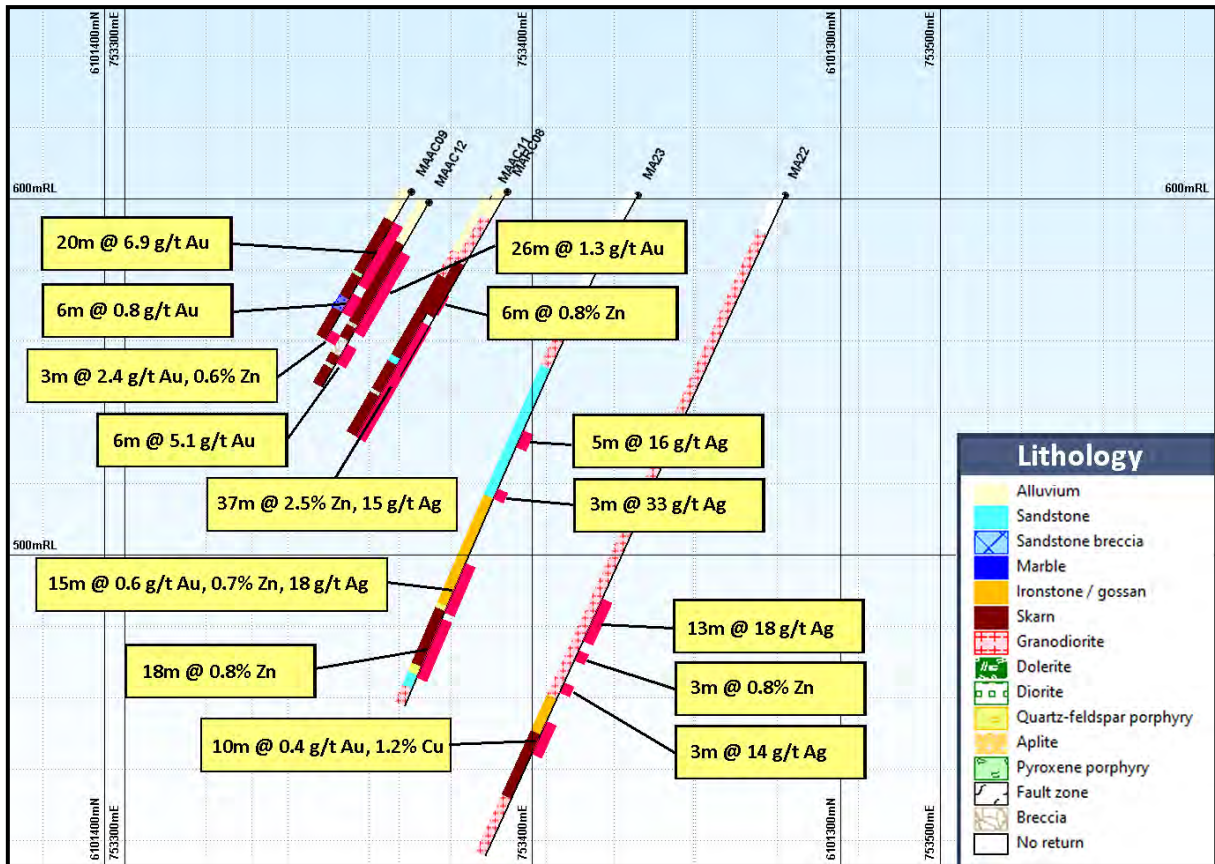 6101400mN
753300mE
753400mE
6101300mN
753500mE
MAAC09
MAAC12
MAAC11
MARC08
MA23
MA22
600mRL
600mRL
20m @ 6.9 g/t Au
26m @ 1.3 g/t Au
6m @ 0.8 g/t Au
6m @ 0.8% Zn
3m @ 2.4 g/t Au, 0.6% Zn
6m @ 5.1 g/t Au
5m @ 16 g/t Ag
37m @ 2.5% Zn, 15 g/t Ag
3m @ 33 g/t Ag
500mRL
15m @ 0.6 g/t Au, 0.7% Zn, 18 g/t Ag
13m @ 18 g/t Ag
18m @ 0.8% Zn
3m @ 0.8% Zn
10m @ 0.4 g/t Au, 1.2% Cu
3m @ 14 g/t Ag
Lithology
Alluvium
Sandstone
Sandstone breccia
Marble
Ironstone / gossan
Skarn
Granodiorite
Dolerite
Diorite
Quartz-feldspar porphyry
Aplite
Pyroxene porphyry
Fault zone
Breccia
No return
6101400mN
753300mE
753400mE
6101300mN
753500mE